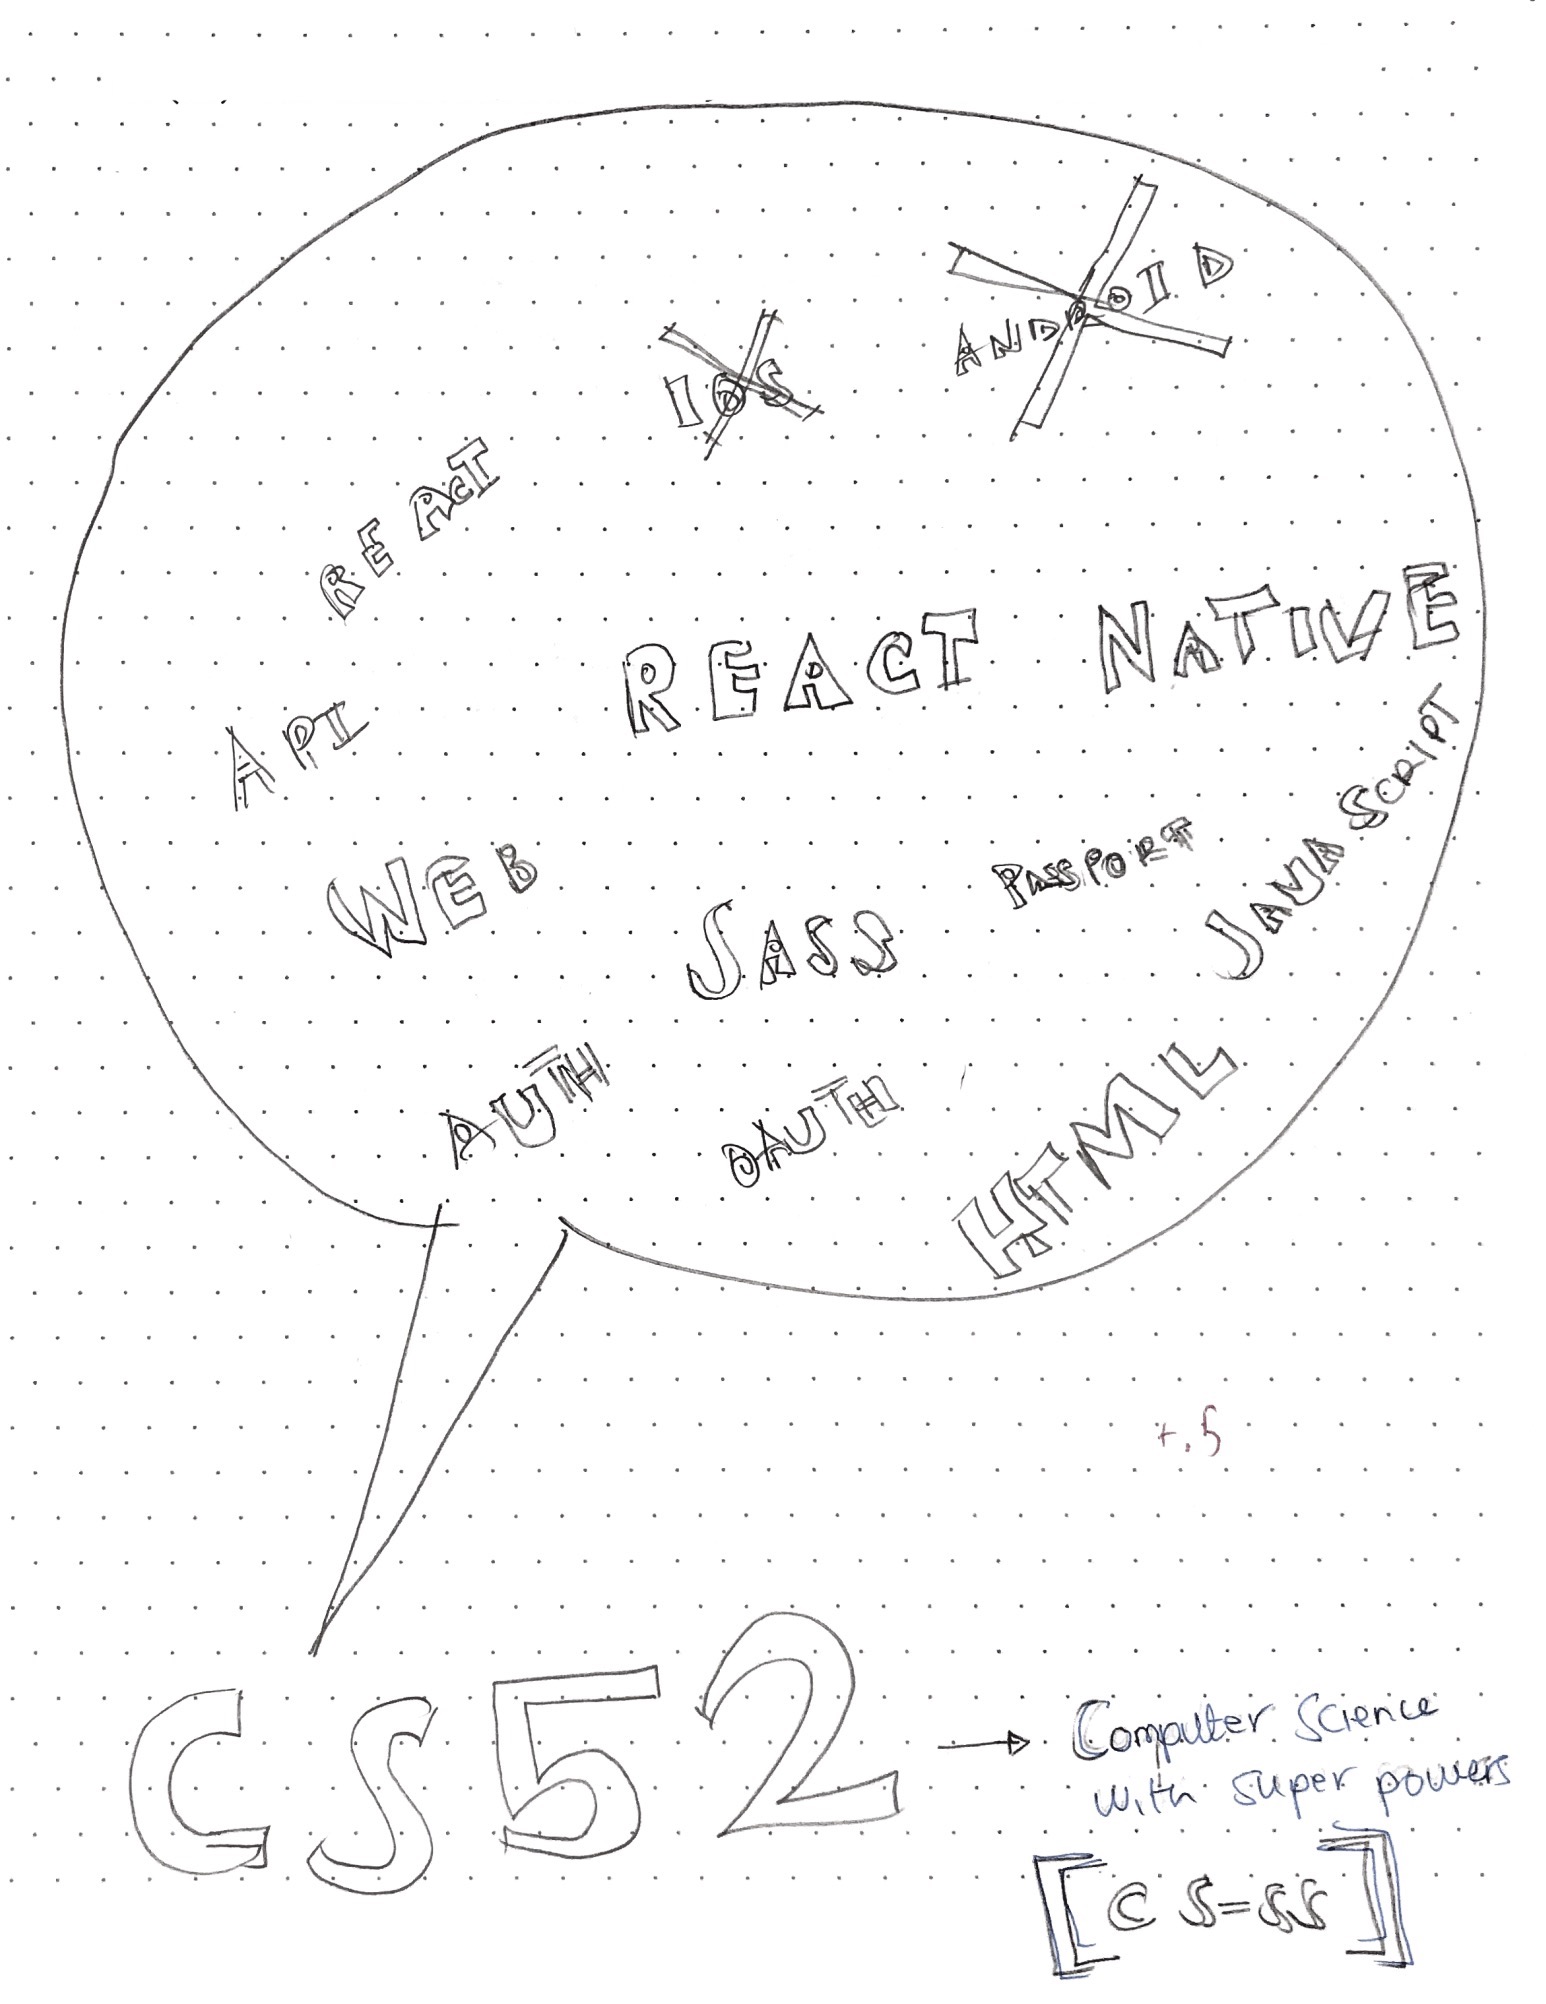 ANDROID
IOS
REACT
REACT NATIVE
API
JAVASCRIPT
WEB
PASSPORT
SASS
AUTH
OAUTH
HTML
+.5
CS52
Computer Science
with super powers
[CS=SS]